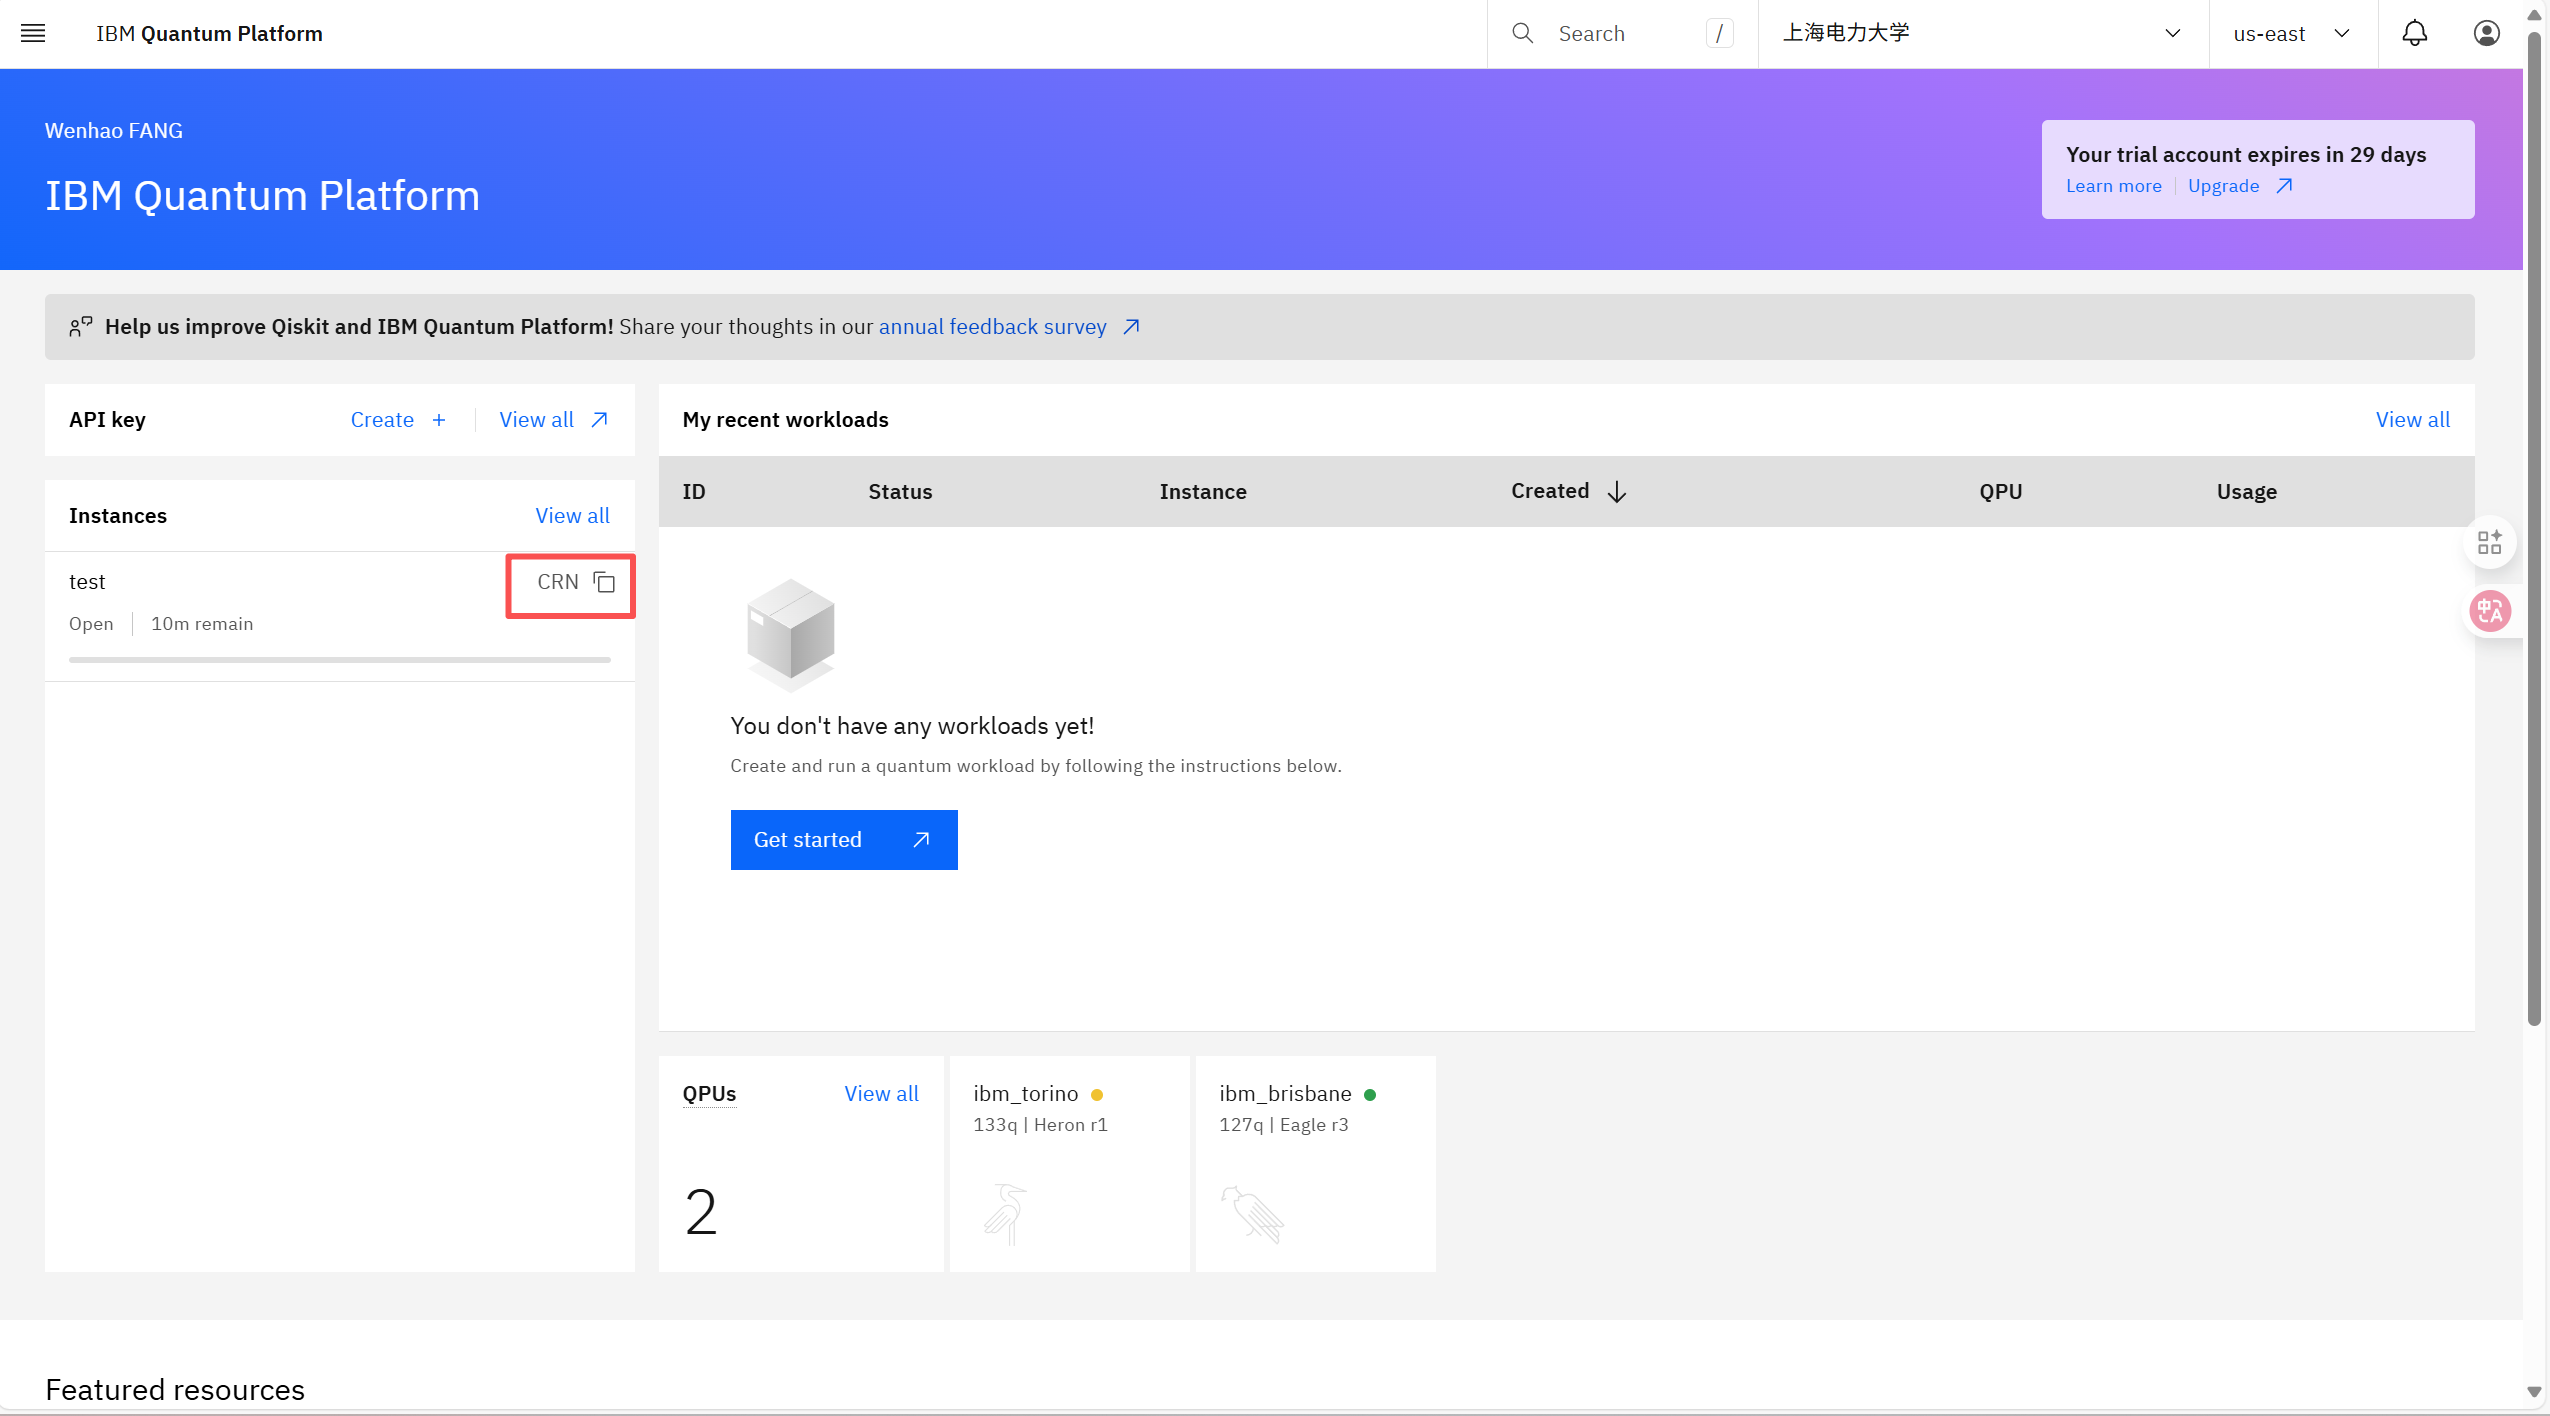 IBM Quantum Platform
Search
/
上海电力大学
us-east
Wenhao FANG
IBM Quantum Platform
Your trial account expires in 29 days
Learn more
Upgrade
Help us improve Qiskit and IBM Quantum Platform! Share your thoughts in our annual feedback survey
API key
Create +
View all
Instances
View all
test
CRN
Open
10m remain
My recent workloads
View all
ID
Status
Instance
Created
QPU
Usage
You don't have any workloads yet!
Create and run a quantum workload by following the instructions below.
Get started
QPUs
View all
2
ibm_torino
133q | Heron r1
ibm_brisbane
127q | Eagle r3
中A
Featured resources